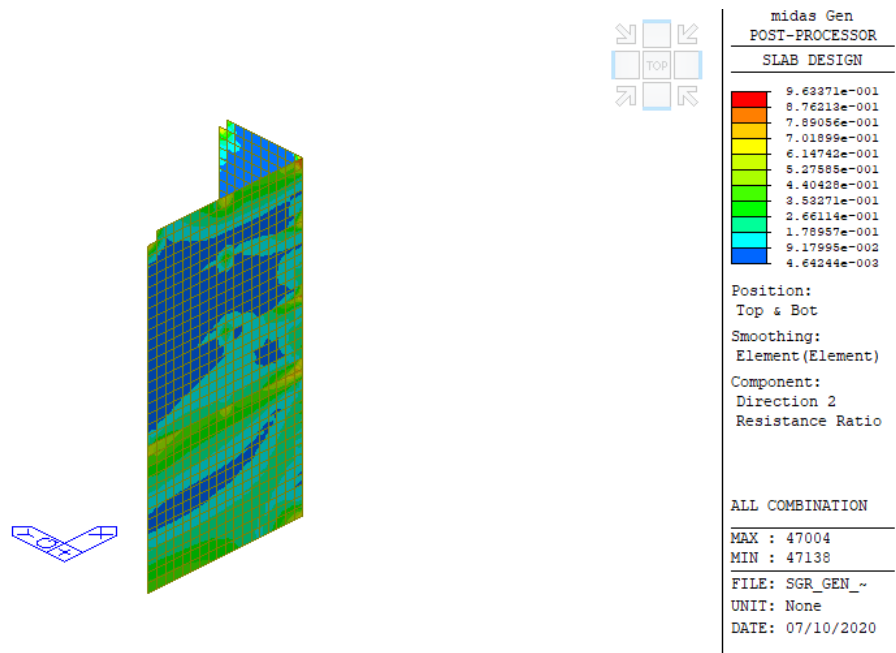 midas Gen
POST-PROCESSOR
SLAB DESIGN
TOP
9.63371e-001
8.76213e-001
7.89056e-001
7.01899e-001
6.14742e-001
5.27585e-001
4.40428e-001
3.53271e-001
2.66114e-001
1.78957e-001
9.17995e-002
4.64244e-003
Position:
Top & Bot
Smoothing:
Element(Element)
Component:
Direction 2
Resistance Ratio
ALL COMBINATION
MAX : 47004
MIN : 47138
FILE: SGR_GEN_~
UNIT: None
DATE: 07/10/2020
Y
X